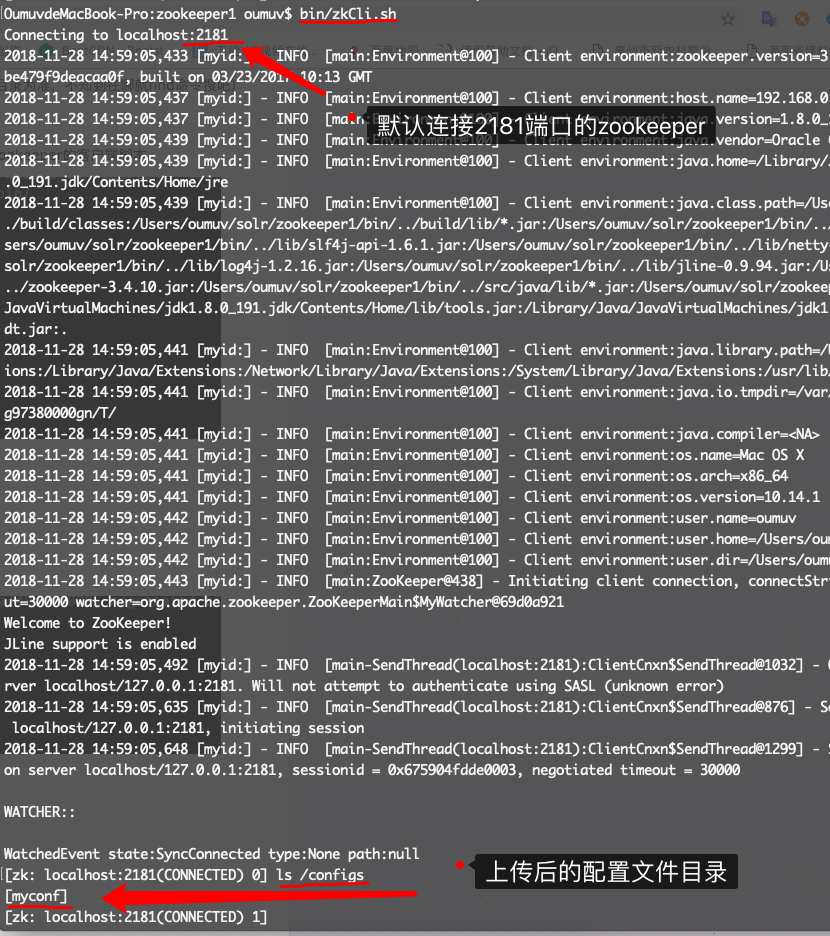 OumuvdeMacBook-Pro:zookeeper1 oumuv$ bin/zkCli.sh
Connecting to localhost:2181
2018-11-28 14:59:05,433 [myid:] - INFO  [main:Environment@100] - Client environment:zookeeper.version=3
be479f9deacaa0f, built on 03/23/2017 10:13 GMT
2018-11-28 14:59:05,437 [myid:] - INFO  [main:Environment@100] - Client environment:host.name=192.168.0
2018-11-28 14:59:05,437 [myid:] - INFO  [main:Environment@100] - Client environment:java.version=1.8.0_
默认连接2181端口的zookeeper
2018-11-28 14:59:05,439 [myid:] - INFO  [main:Environment@100] - Client environment:java.vendor=Oracle
2018-11-28 14:59:05,439 [myid:] - INFO  [main:Environment@100] - Client environment:java.home=/Library/
.0_191.jdk/Contents/Home/jre
2018-11-28 14:59:05,439 [myid:] - INFO  [main:Environment@100] - Client environment:java.class.path=/Use
./build/classes:/Users/oumuv/solr/zookeeper1/bin/../build/lib/*.jar:/Users/oumuv/solr/zookeeper1/bin/..
sers/oumuv/solr/zookeeper1/bin/../lib/slf4j-api-1.6.1.jar:/Users/oumuv/solr/zookeeper1/bin/../lib/netty-
solr/zookeeper1/bin/../lib/log4j-1.2.16.jar:/Users/oumuv/solr/zookeeper1/bin/../lib/jline-0.9.94.jar:/U
../zookeeper-3.4.10.jar:/Users/oumuv/solr/zookeeper1/bin/../src/java/lib/*.jar:/Users/oumuv/solr/zookeep
JavaVirtualMachines/jdk1.8.0_191.jdk/Contents/Home/lib/tools.jar:/Library/Java/JavaVirtualMachines/jdk1
dt.jar:.
2018-11-28 14:59:05,441 [myid:] - INFO  [main:Environment@100] - Client environment:java.library.path=/U
ions:/Library/Java/Extensions:/Network/Library/Java/Extensions:/System/Library/Java/Extensions:/usr/lib/
2018-11-28 14:59:05,441 [myid:] - INFO  [main:Environment@100] - Client environment:java.io.tmpdir=/var/
g97380000gn/T/
2018-11-28 14:59:05,441 [myid:] - INFO  [main:Environment@100] - Client environment:java.compiler=<NA>
2018-11-28 14:59:05,441 [myid:] - INFO  [main:Environment@100] - Client environment:os.name=Mac OS X
2018-11-28 14:59:05,441 [myid:] - INFO  [main:Environment@100] - Client environment:os.arch=x86_64
2018-11-28 14:59:05,441 [myid:] - INFO  [main:Environment@100] - Client environment:os.version=10.14.1
2018-11-28 14:59:05,442 [myid:] - INFO  [main:Environment@100] - Client environment:user.name=oumuv
2018-11-28 14:59:05,442 [myid:] - INFO  [main:Environment@100] - Client environment:user.home=/Users/oum
2018-11-28 14:59:05,442 [myid:] - INFO  [main:Environment@100] - Client environment:user.dir=/Users/oumu
2018-11-28 14:59:05,443 [myid:] - INFO  [main:ZooKeeper@438] - Initiating client connection, connectStr
ut=30000 watcher=org.apache.zookeeper.ZooKeeperMain$MyWatcher@69d0a921
Welcome to ZooKeeper!
JLine support is enabled
2018-11-28 14:59:05,492 [myid:] - INFO  [main-SendThread(localhost:2181):ClientCnxn$SendThread@1032] -
rver localhost/127.0.0.1:2181. Will not attempt to authenticate using SASL (unknown error)
2018-11-28 14:59:05,635 [myid:] - INFO  [main-SendThread(localhost:2181):ClientCnxn$SendThread@876] - So
localhost/127.0.0.1:2181, initiating session
2018-11-28 14:59:05,648 [myid:] - INFO  [main-SendThread(localhost:2181):ClientCnxn$SendThread@1299] - S
on server localhost/127.0.0.1:2181, sessionid = 0x675904fdde0003, negotiated timeout = 30000
WATCHER::
WatchedEvent state:SyncConnected type:None path:null
[zk: localhost:2181(CONNECTED) 0] ls /configs
上传后的配置文件目录
[myconf]
[zk: localhost:2181(CONNECTED) 1]